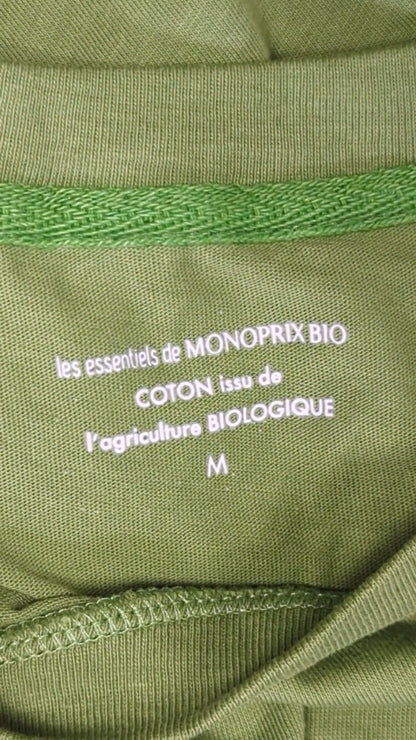 les essentiels de MONOPRIX BIO
COTON issu de
l'agriculture BIOLOGIQUE
M